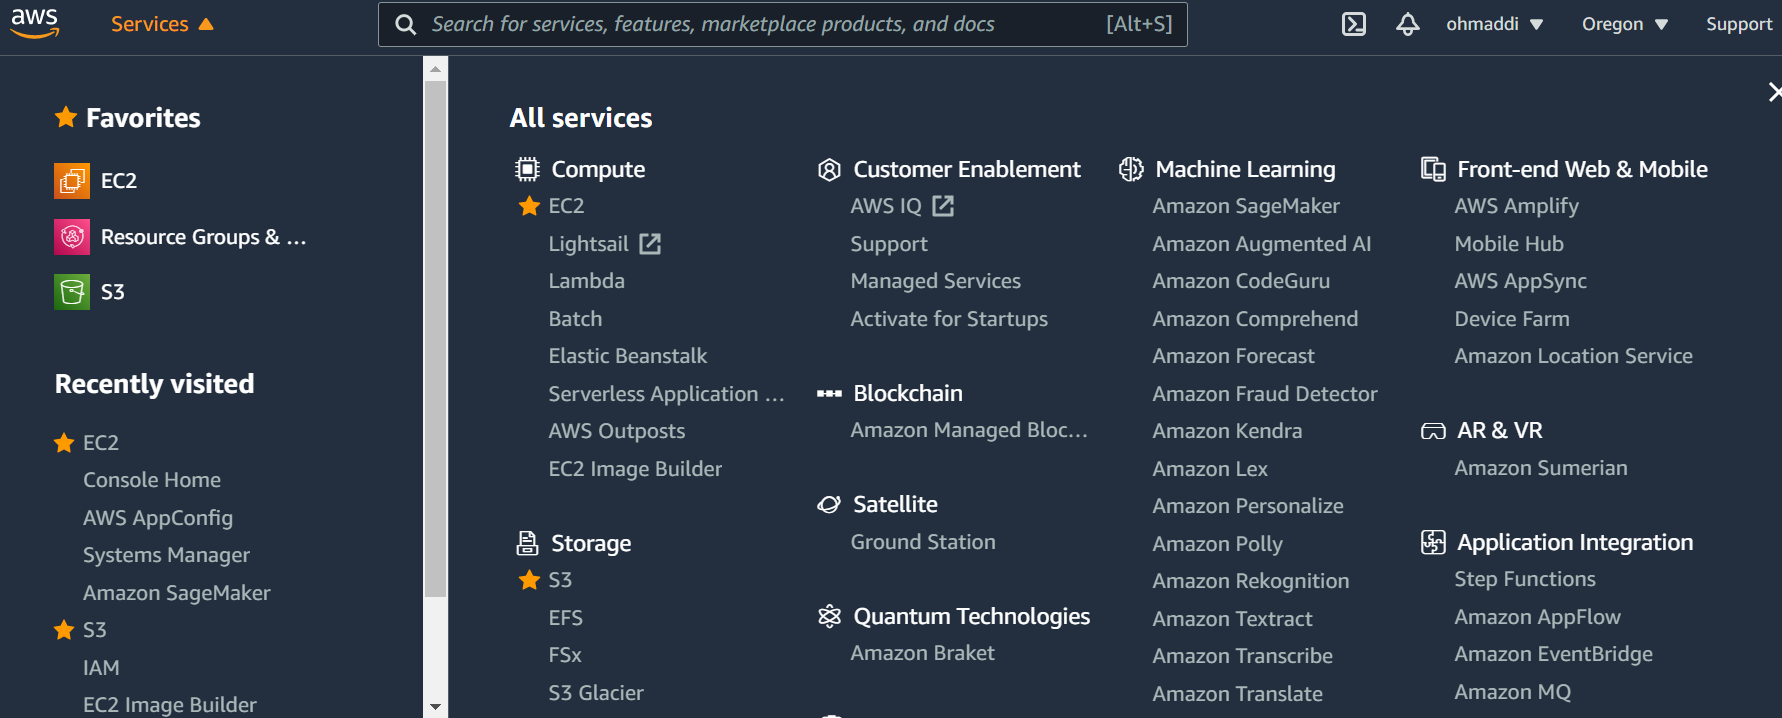 aws
Services
Search for services, features, marketplace products, and docs
[Alt+S]
ohmaddi
Oregon
Support
Favorites
EC2
Resource Groups & ...
S3
Recently visited
EC2
Console Home
AWS AppConfig
Systems Manager
Amazon SageMaker
S3
IAM
EC2 Image Builder
All services
Compute
EC2
Lightsail
Lambda
Batch
Elastic Beanstalk
Serverless Application ...
AWS Outposts
EC2 Image Builder
Storage
S3
EFS
FSx
S3 Glacier
Customer Enablement
AWS IQ
Support
Managed Services
Activate for Startups
Blockchain
Amazon Managed Bloc...
Satellite
Ground Station
Quantum Technologies
Amazon Braket
Machine Learning
Amazon SageMaker
Amazon Augmented AI
Amazon CodeGuru
Amazon Comprehend
Amazon Forecast
Amazon Fraud Detector
Amazon Kendra
Amazon Lex
Amazon Personalize
Amazon Polly
Amazon Rekognition
Amazon Textract
Amazon Transcribe
Amazon Translate
Front-end Web & Mobile
AWS Amplify
Mobile Hub
AWS AppSync
Device Farm
Amazon Location Service
AR & VR
Amazon Sumerian
Application Integration
Step Functions
Amazon AppFlow
Amazon EventBridge
Amazon MQ